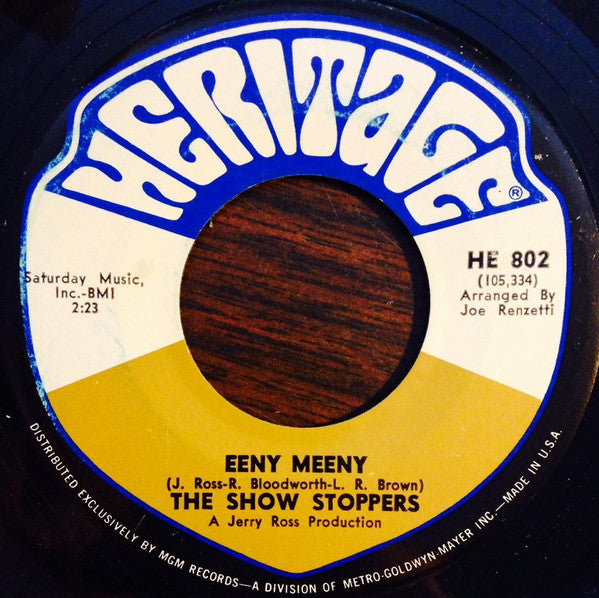 HERITAGE®
Saturday Music,
Inc.-BMI
2:23
HE 802
(105,334)
Arranged By
Joe Renzetti
EENY MEENY
(J. Ross-R. Bloodworth-L. R. Brown)
THE SHOW STOPPERS
A Jerry Ross Production
DISTRIBUTED EXCLUSIVELY BY MGM RECORDS—A DIVISION OF METRO-GOLDWYN-MAYER INC.—MADE IN U.S.A.